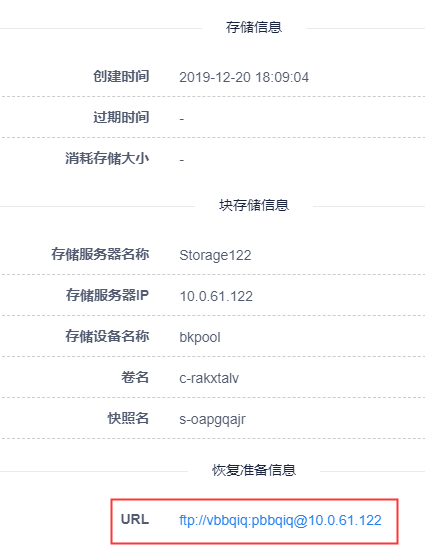 存储信息
创建时间 2019-12-20 18:09:04
过期时间 -
消耗存储大小 -
块存储信息
存储服务器名称 Storage122
存储服务器IP 10.0.61.122
存储设备名称 bkpool
卷名 c-rakxtalv
快照名 s-oapgqajr
恢复准备信息
URL ftp://vbbqiq:pbbqiq@10.0.61.122